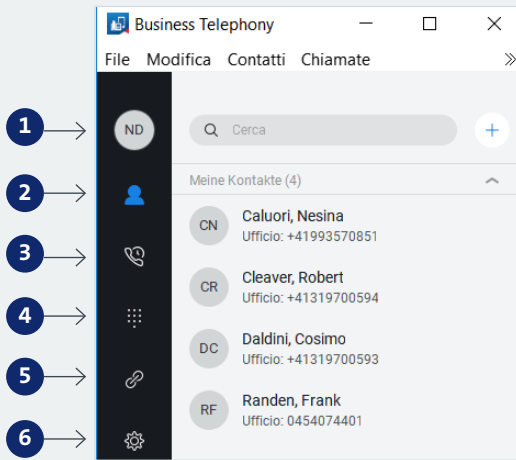 Business Telephony
File Modifica Contatti Chiamate
1
ND
Cerca
2
Meine Kontakte (4)
CN
Caluori, Nesina
Ufficio: +41993570851
3
CR
Cleaver, Robert
Ufficio: +41319700594
4
DC
Daldini, Cosimo
Ufficio: +41319700593
5
RF
Randen, Frank
Ufficio: 0454074401
6